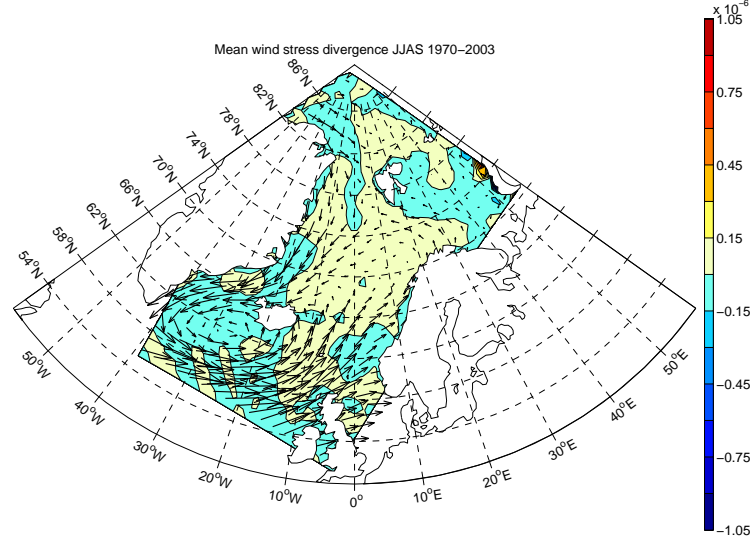 x 10⁻⁶
1.05
Mean wind stress divergence JJAS 1970−2003
86°N
82°N
78°N
74°N
70°N
66°N
62°N
58°N
54°N
50°W
40°W
30°W
20°W
10°W
0°
10°E
20°E
30°E
40°E
50°E
0.75
0.45
0.15
−0.15
−0.45
−0.75
−1.05